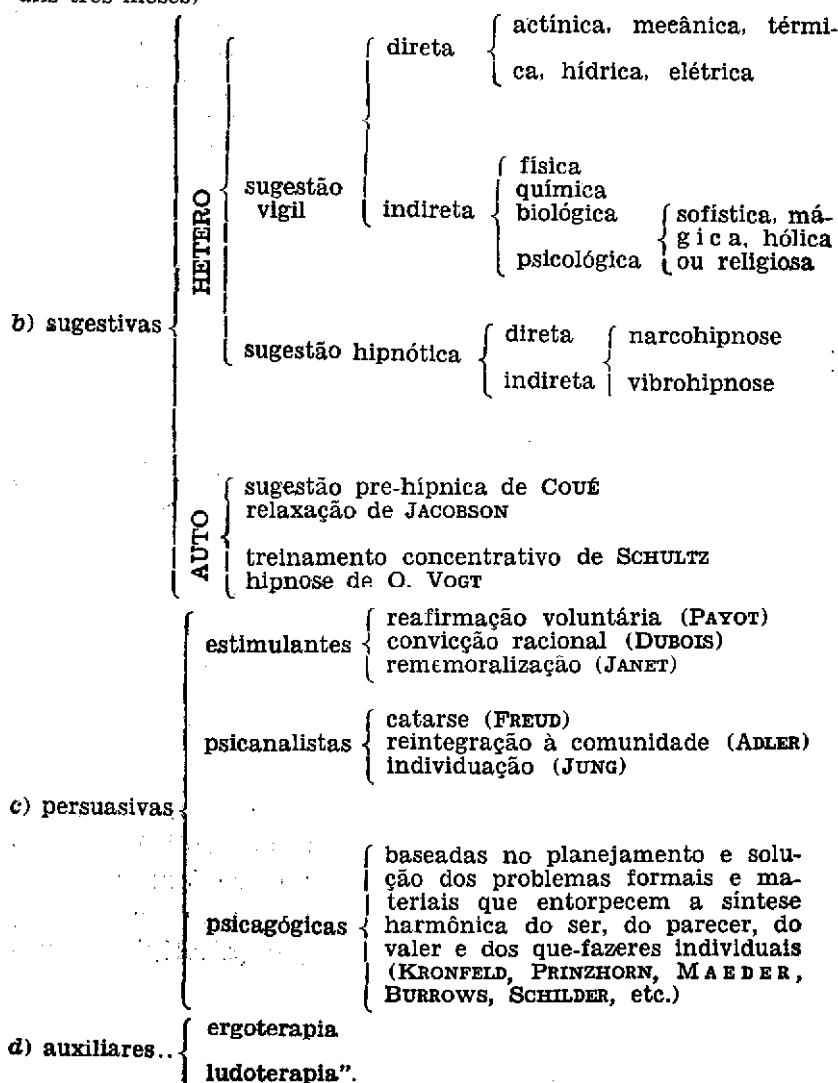 três meses)
actínica, mecânica, térmi-
direta
ca, hídrica, elétrica
física
sugestão
química
vigil
indireta
biológica
sofística, má-
gica, hólica
psicológica
ou religiosa
HETERO
b) sugestivas
sugestão hipnótica
direta
narcohipnose
indireta
vibrohipnose
AUTO
sugestão pre-hípnica de COUÉ
relaxação de JACOBSON
treinamento concentrativo de SCHULTZ
hipnose de O. VOGT
reafirmação voluntária (PAYOT)
estimulantes
convicção racional (DUBOIS)
rememoralização (JANET)
catarse (FREUD)
psicanalistas
reintegração à comunidade (ADLER)
individuação (JUNG)
c) persuasivas
baseadas no planejamento e solu-
ção dos problemas formais e ma-
teriais que entorpecem a síntese
psicagógicas
harmônica do ser, do parecer, do
valer e dos que-fazeres individuais
(KRONFELD, PRINZHORN, MAEDER,
BURROWS, SCHILDER, etc.)
d) auxiliares..
ergoterapia
ludoterapia".